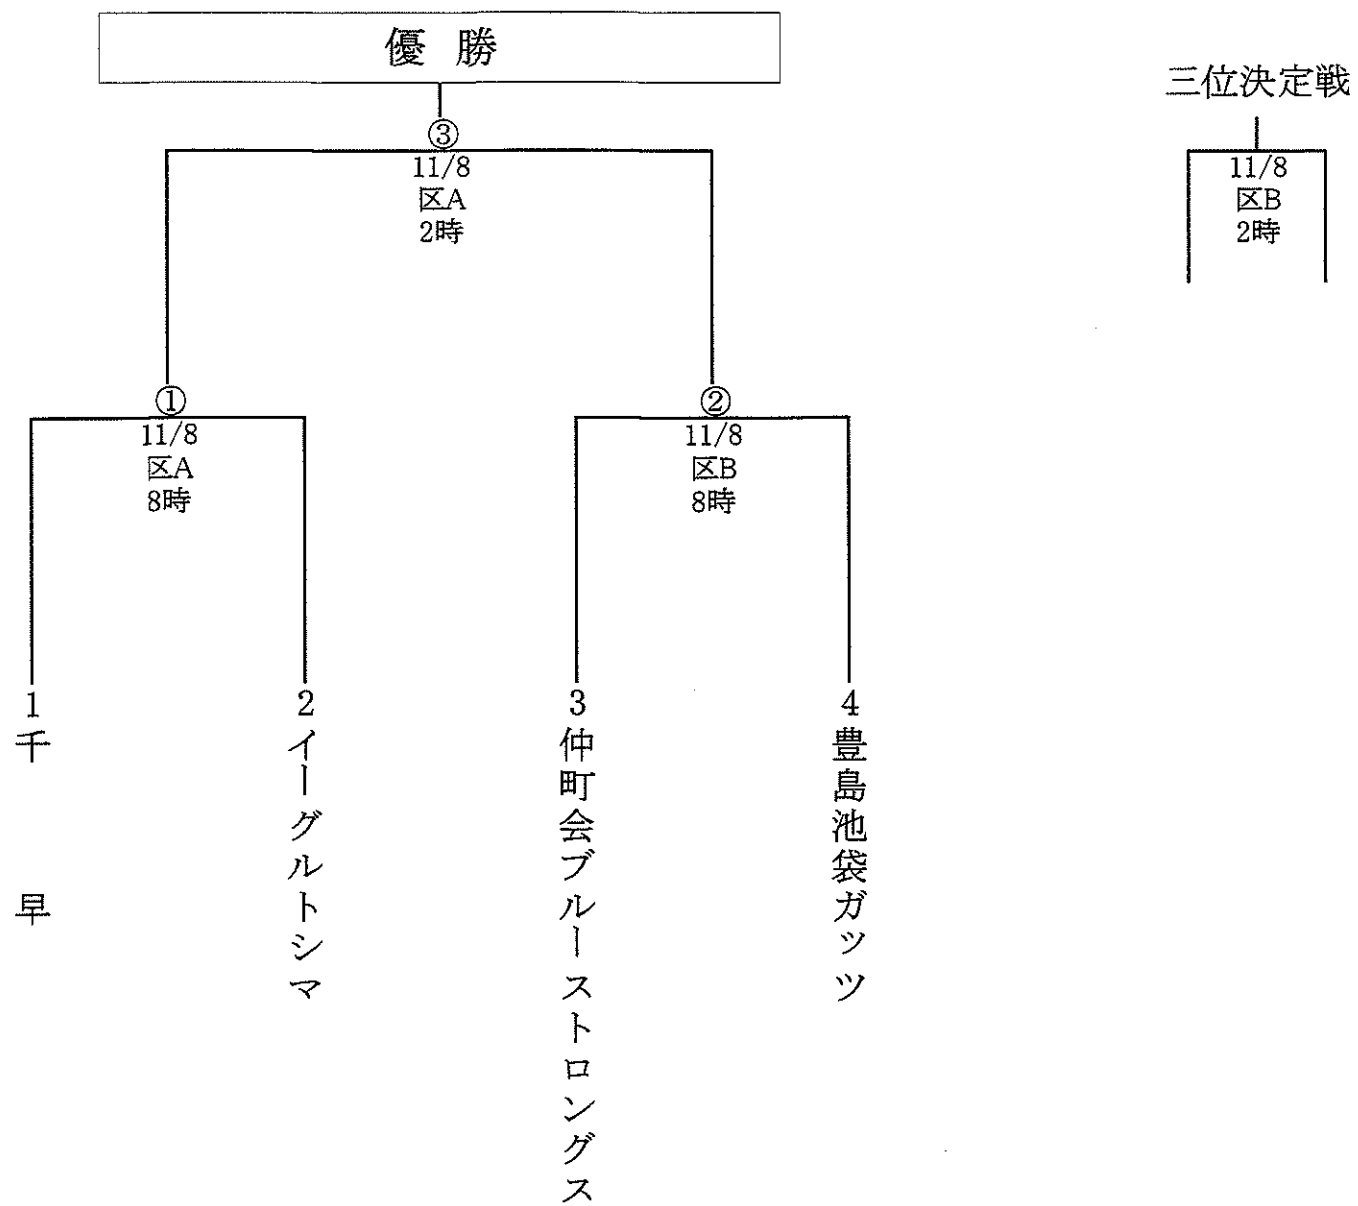 優 勝
三位決定戦
③
11/8
区A
2時
11/8
区B
2時
①
11/8
区A
8時
②
11/8
区B
8時
1
千 早
2
イーグルトシマ
3
仲町会ブルーストロングス
4
豊島池袋ガッツ